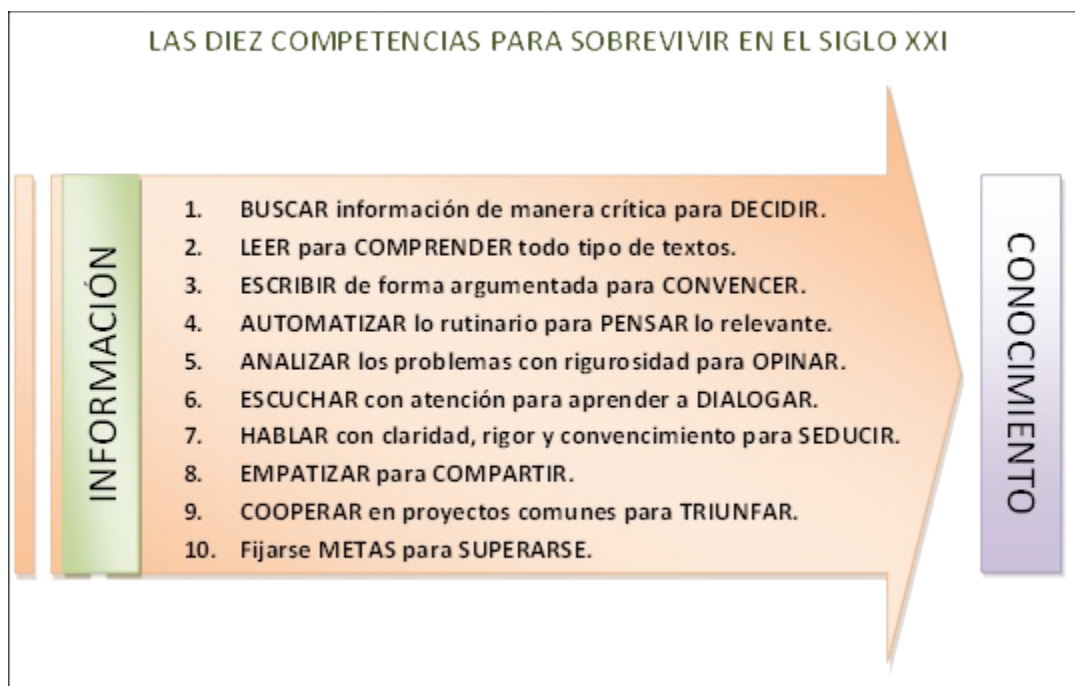 LAS DIEZ COMPETENCIAS PARA SOBREVIVIR EN EL SIGLO XXI
INFORMACIÓN
1. BUSCAR información de manera crítica para DECIDIR.
2. LEER para COMPRENDER todo tipo de textos.
3. ESCRIBIR de forma argumentada para CONVENCER.
4. AUTOMATIZAR lo rutinario para PENSAR lo relevante.
5. ANALIZAR los problemas con rigurosidad para OPINAR.
6. ESCUCHAR con atención para aprender a DIALOGAR.
7. HABLAR con claridad, rigor y convencimiento para SEDUCIR.
8. EMPATIZAR para COMPARTIR.
9. COOPERAR en proyectos comunes para TRIUNFAR.
10. Fijarse METAS para SUPERARSE.
CONOCIMIENTO